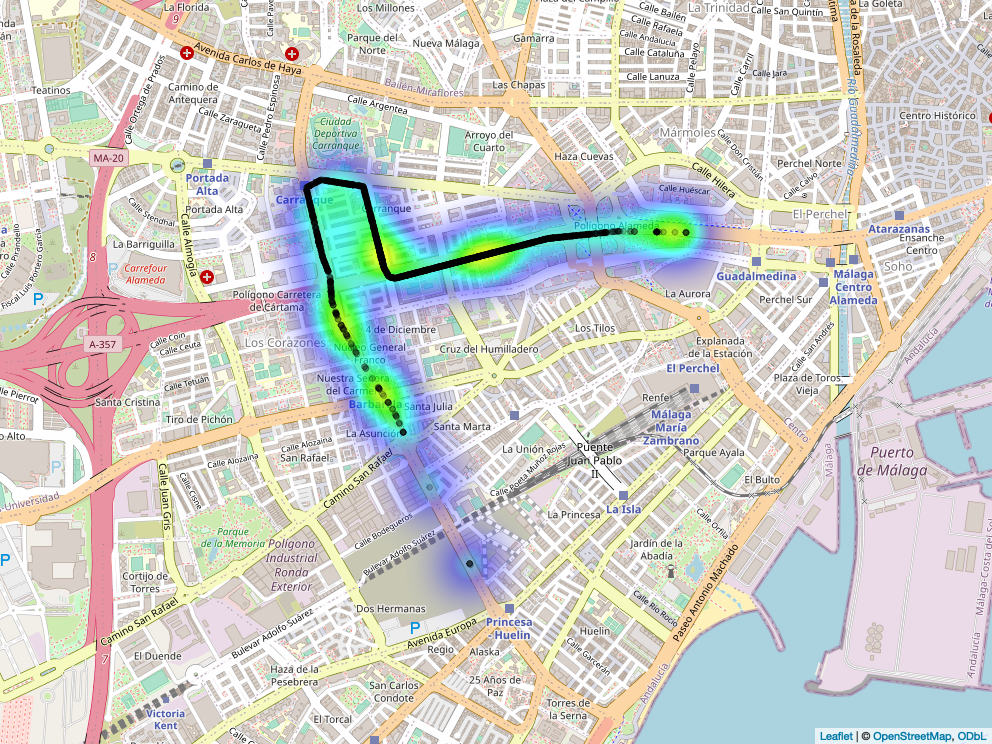 La Florida
Los Millones
La Trinidad
Calle San Quintín
La Goleta
Calle Bailén
Calle Rafaela
Calle Andalucía
Parque del
Norte
Nueva Málaga
Gamarra
Calle Cataluña
Calle Pelayo
Avenida Carlos de Haya
Calle Lanuza
Calle Carril
Calle Jara
Teatinos
Camino de
Antequera
Bailén-Miraflores
Las Chapas
Calle Ortega de Prados
Calle Pedro Espinosa
Calle Zaragueta
Calle Argentea
Ciudad
Deportiva
Carranque
Arroyo del
Cuarto
Mármoles
Calle Don Cristián
Río Guadalmedina
Centro Histórico
MA-20
Haza Cuevas
Perchel Norte
Calle Hilera
Calle Calvo
Portada
Alta
Calle Huéscar
Carranque
Carranque
Portada Alta
Calle Stendhal
El Perchel
Polígono Alameda
Atarazanas
Ensanche
Centro
La Barriguilla
Calle Almogía
Soho
Carrefour
Alameda
Guadalmedina
Málaga
Centro
Alameda
8
9
P
Polígono Carretera
de Cártama
La Aurora
Perchel Sur
4 de Diciembre
Los Tilos
Calle Coín
Calle Ceuta
A-357
Los Corazones
Núcleo General
Franco
Cruz del Humilladero
Explanada
de la Estación
Calle San Andrés
Andalucía
Calle Tetuán
Nuestra Señora
del Carmen
El Perchel
Plaza de Toros
Vieja
Calle Pierrot
Santa Cristina
Barbarela
Santa Julia
Renfe
Tiro de Pichón
Málaga
María
Zambrano
Santa Marta
La Asunción
Calle Alozaina
San Rafael
Calle Alozaina
La Unión
Puente
Juan Pablo
II
Parque Ayala
Puerto
de Málaga
Camino San Rafael
Calle Poeta Muñoz Rojas
El Bulto
Universidad
Calle Juan Gris
Calle Cisne
La Isla
La Princesa
Calle Orfila
Calle Bodegueros
Parque
de la Memoria
Polígono
Industrial
Ronda
Exterior
Bulevar Adolfo Suárez
Jardín de la
Abadía
Cortijo de
Torres
Paseo Antonio Machado
Málaga-Costa del Sol
Calle Río Rocío
Dos Hermanas
P
Princesa
Huelin
Camino San Rafael
Avenida Europa
Regio
Huelin
Alaska
El Duende
Bulevar Adolfo Suárez
Calle Garcerán
7
Haza de la
Pesebrera
25 Años de
Paz
San Carlos
Condote
Andalucía
Victoria
Kent
El Torcal
Torres de
la Serna
Leaflet | © OpenStreetMap, ODbL